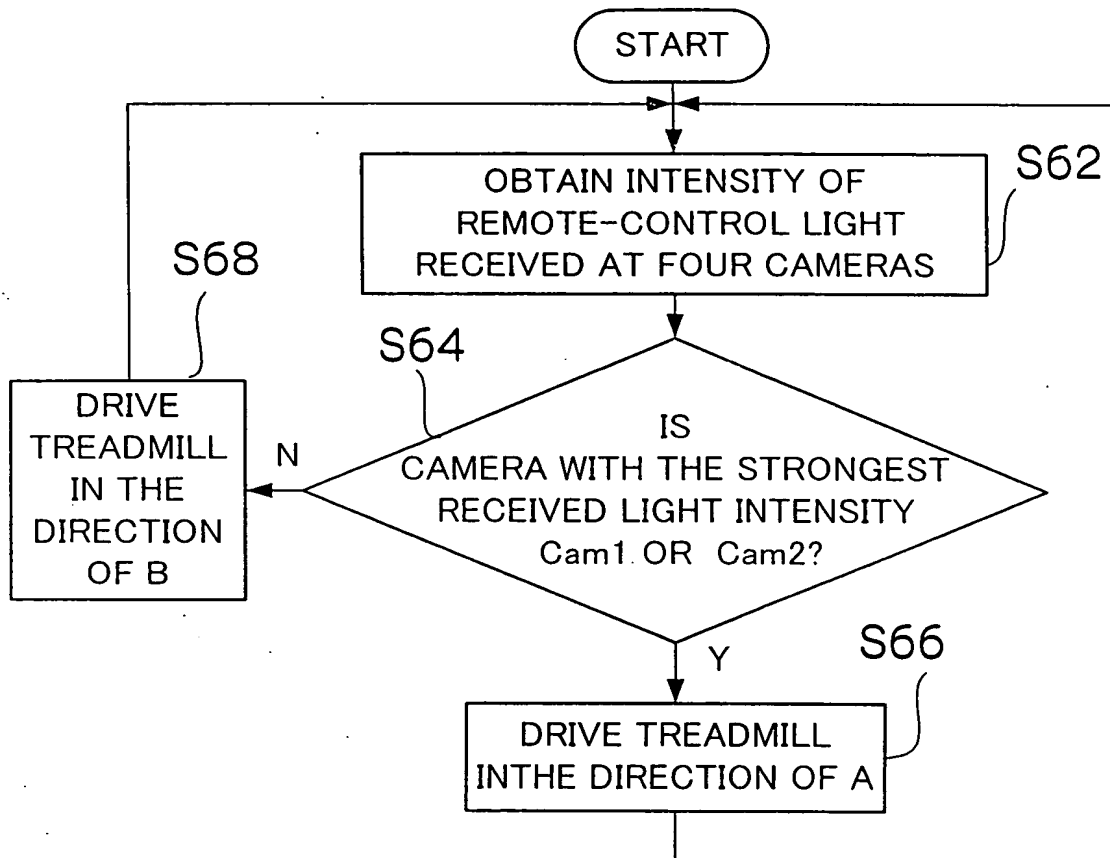 START
S62
OBTAIN INTENSITY OF
REMOTE-CONTROL LIGHT
RECEIVED AT FOUR CAMERAS
S68
S64
DRIVE
TREADMILL
IN THE
DIRECTION
OF B
N
IS
CAMERA WITH THE STRONGEST
RECEIVED LIGHT INTENSITY
Cam1 OR Cam2?
Y
S66
DRIVE TREADMILL
INTHE DIRECTION OF A